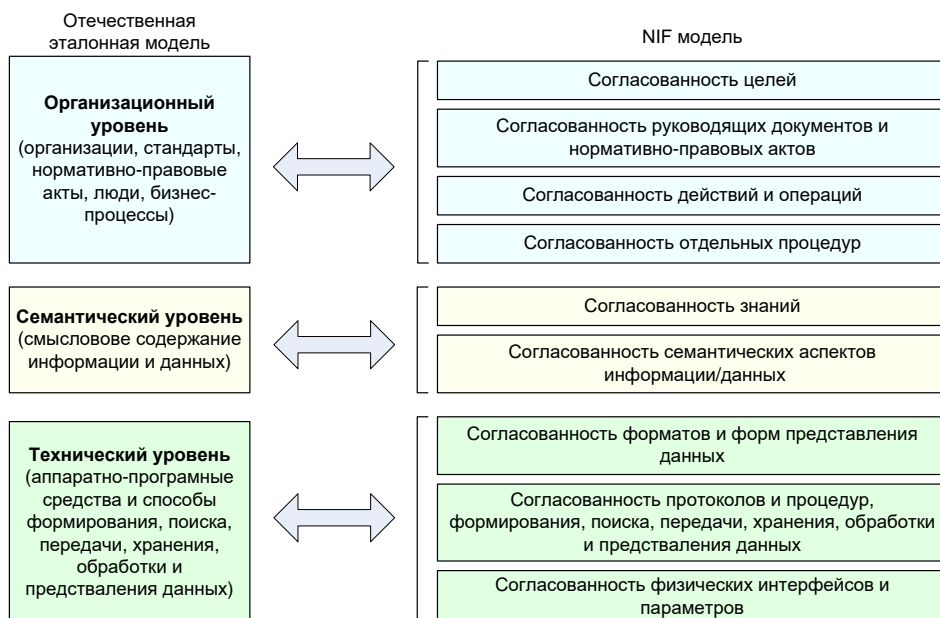 Отечественная
эталонная модель
NIF модель
Организационный
уровень
(организации, стандарты,
нормативно-правовые
акты, люди, бизнес-
процессы)
Согласованность целей
Согласованность руководящих документов и
нормативно-правовых актов
Согласованность действий и операций
Согласованность отдельных процедур
Семантический уровень
(смысловове содержание
информации и данных)
Согласованность знаний
Согласованность семантических аспектов
информации/данных
Технический уровень
(аппаратно-програмные
средства и способы
формирования, поиска,
передачи, хранения,
обработки и
предстваления данных)
Согласованность форматов и форм представления
данных
Согласованность протоколов и процедур,
формирования, поиска, передачи, хранения, обработки
и предстваления данных
Согласованность физических интерфейсов и
параметров